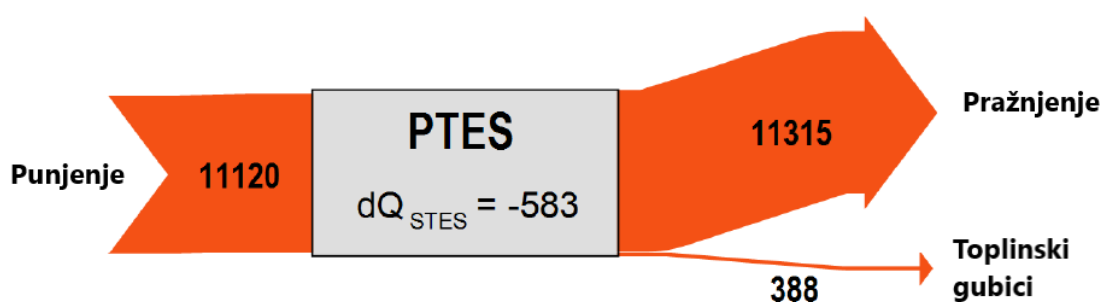 Punjenje
11120
PTES
dQ STES = -583
11315
Pražnjenje
388
Toplinski
gubici